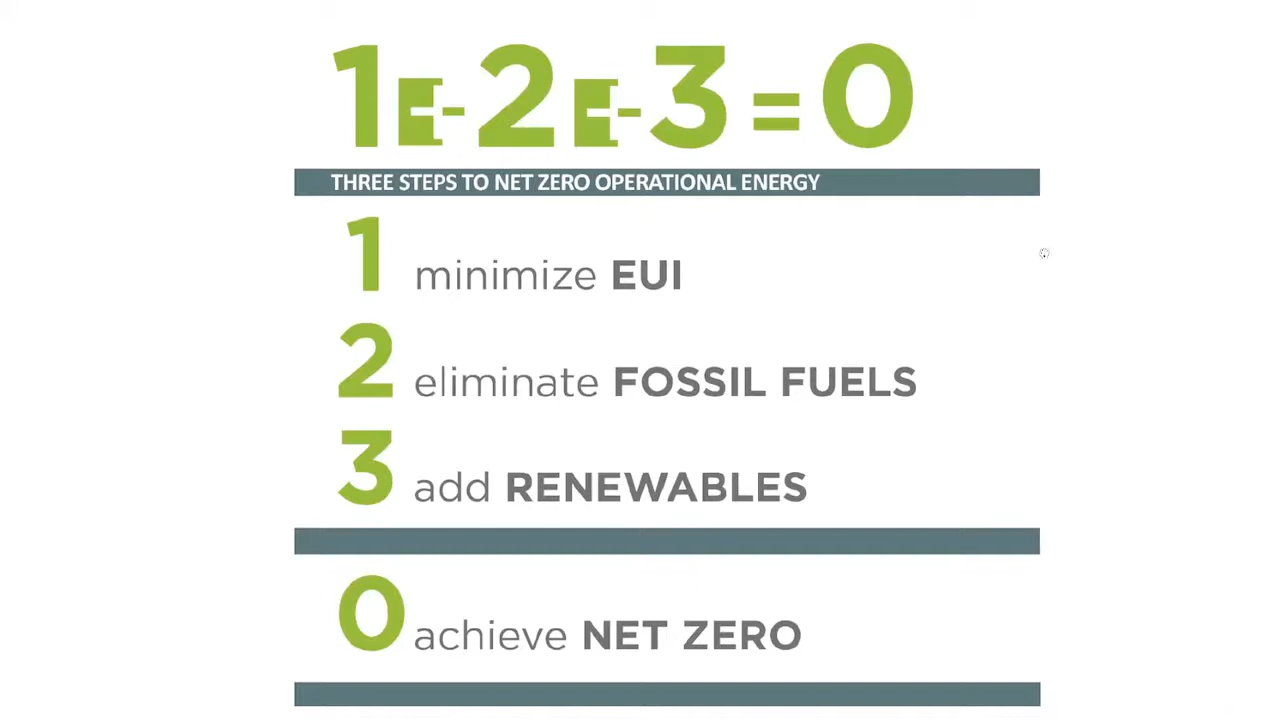 1E-2E-3=0
THREE STEPS TO NET ZERO OPERATIONAL ENERGY
1 minimize EUI
2 eliminate FOSSIL FUELS
3 add RENEWABLES
0 achieve NET ZERO